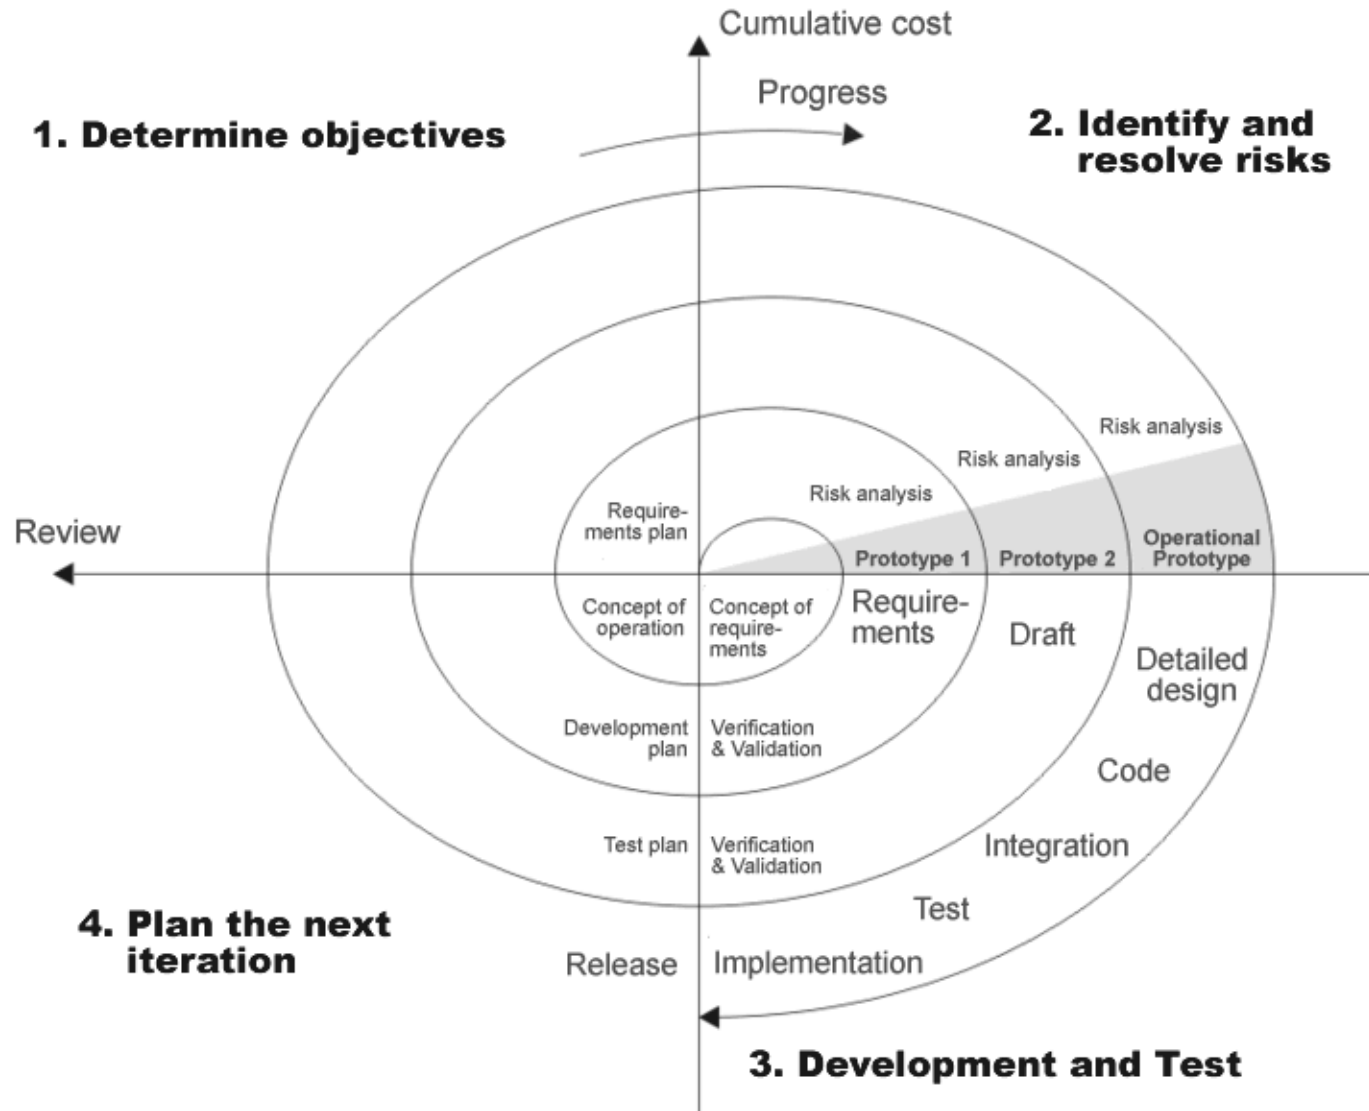 Cumulative cost
Progress
1. Determine objectives
2. Identify and
resolve risks
Risk analysis
Risk analysis
Risk analysis
Require-
ments plan
Review
Operational
Prototype
Prototype 1
Prototype 2
Concept of
operation
Concept of
require-
ments
Require-
ments
Draft
Detailed
design
Development
plan
Verification
& Validation
Code
Test plan
Verification
& Validation
Integration
Test
4. Plan the next
iteration
Release
Implementation
3. Development and Test